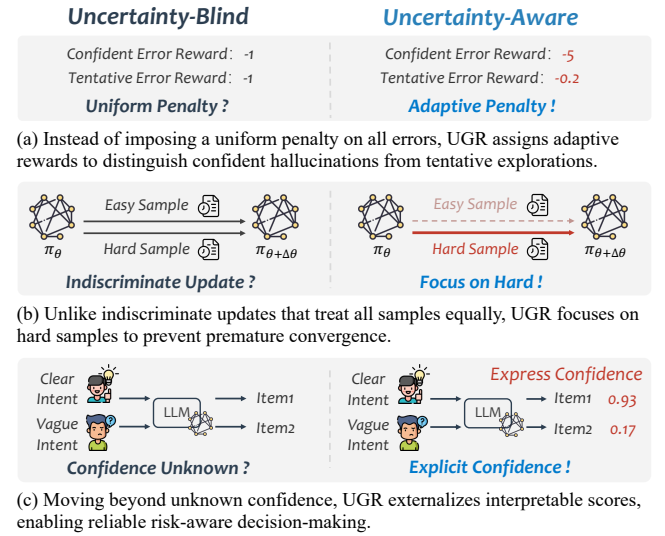 Uncertainty-Blind
Uncertainty-Aware
Confident Error Reward: -1
Tentative Error Reward: -1
Uniform Penalty ?
Confident Error Reward: -5
Tentative Error Reward: -0.2
Adaptive Penalty !
(a) Instead of imposing a uniform penalty on all errors, UGR assigns adaptive
rewards to distinguish confident hallucinations from tentative explorations.
Easy Sample
Hard Sample
πθ
πθ+Δθ
Indiscriminate Update ?
Easy Sample
Hard Sample
πθ
πθ+Δθ
Focus on Hard !
(b) Unlike indiscriminate updates that treat all samples equally, UGR focuses on
hard samples to prevent premature convergence.
Clear
Intent
Vague
Intent
LLM
Item1
Item2
Confidence Unknown ?
Express Confidence
Clear
Intent
Vague
Intent
LLM
Item1 0.93
Item2 0.17
Explicit Confidence !
(c) Moving beyond unknown confidence, UGR externalizes interpretable scores,
enabling reliable risk-aware decision-making.